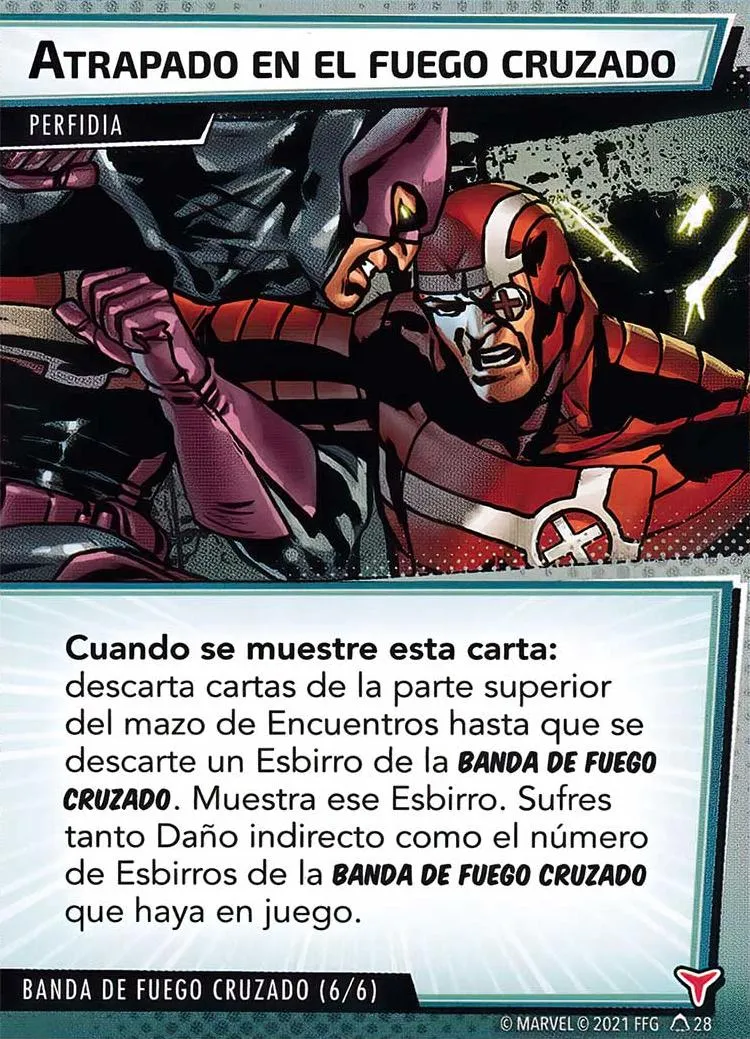 ATRAPADO EN EL FUEGO CRUZADO
PERFIDIA
Cuando se muestre esta carta:
descarta cartas de la parte superior
del mazo de Encuentros hasta que se
descarte un Esbirro de la BANDA DE FUEGO
CRUZADO. Muestra ese Esbirro. Sufres
tanto Daño indirecto como el número
de Esbirros de la BANDA DE FUEGO CRUZADO
que haya en juego.
BANDA DE FUEGO CRUZADO (6/6)
© MARVEL © 2021 FFG 28